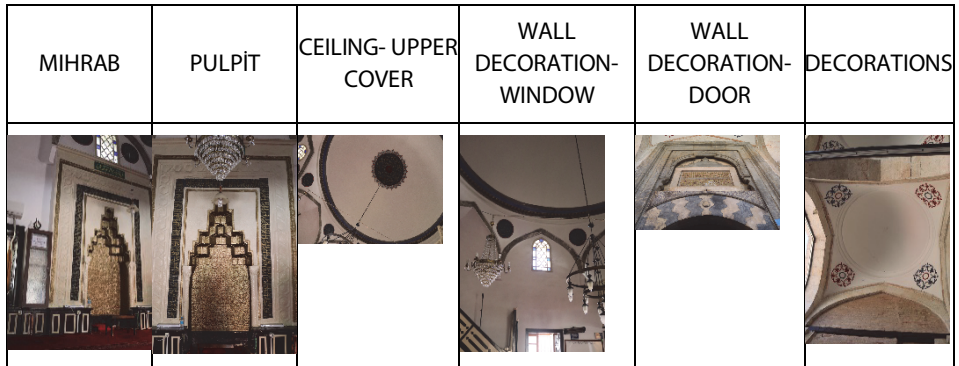 MIHRAB
PULPİT
CEILING- UPPER
COVER
WALL
DECORATION-
WINDOW
WALL
DECORATION-
DOOR
DECORATIONS